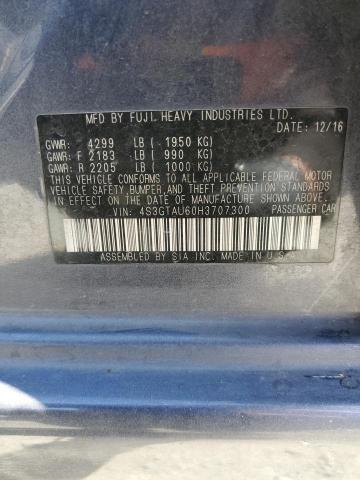 MFD BY FUJI HEAVY INDUSTRIES LTD.
DATE: 12/16
GVWR: 4299 LB ( 1950 KG)
GAWR: F 2183 LB ( 990 KG)
GAWR: R 2205 LB ( 1000 KG)
THIS VEHICLE CONFORMS TO ALL APPLICABLE FEDERAL MOTOR
VEHICLE SAFETY, BUMPER, AND THEFT PREVENTION STANDARDS
IN EFFECT ON THE DATE OF MANUFACTURE SHOWN ABOVE.
VIN: 4S3GTAU60H3707300 PASSENGER CAR
ASSEMBLED BY SIA INC. MADE IN U.S.A.